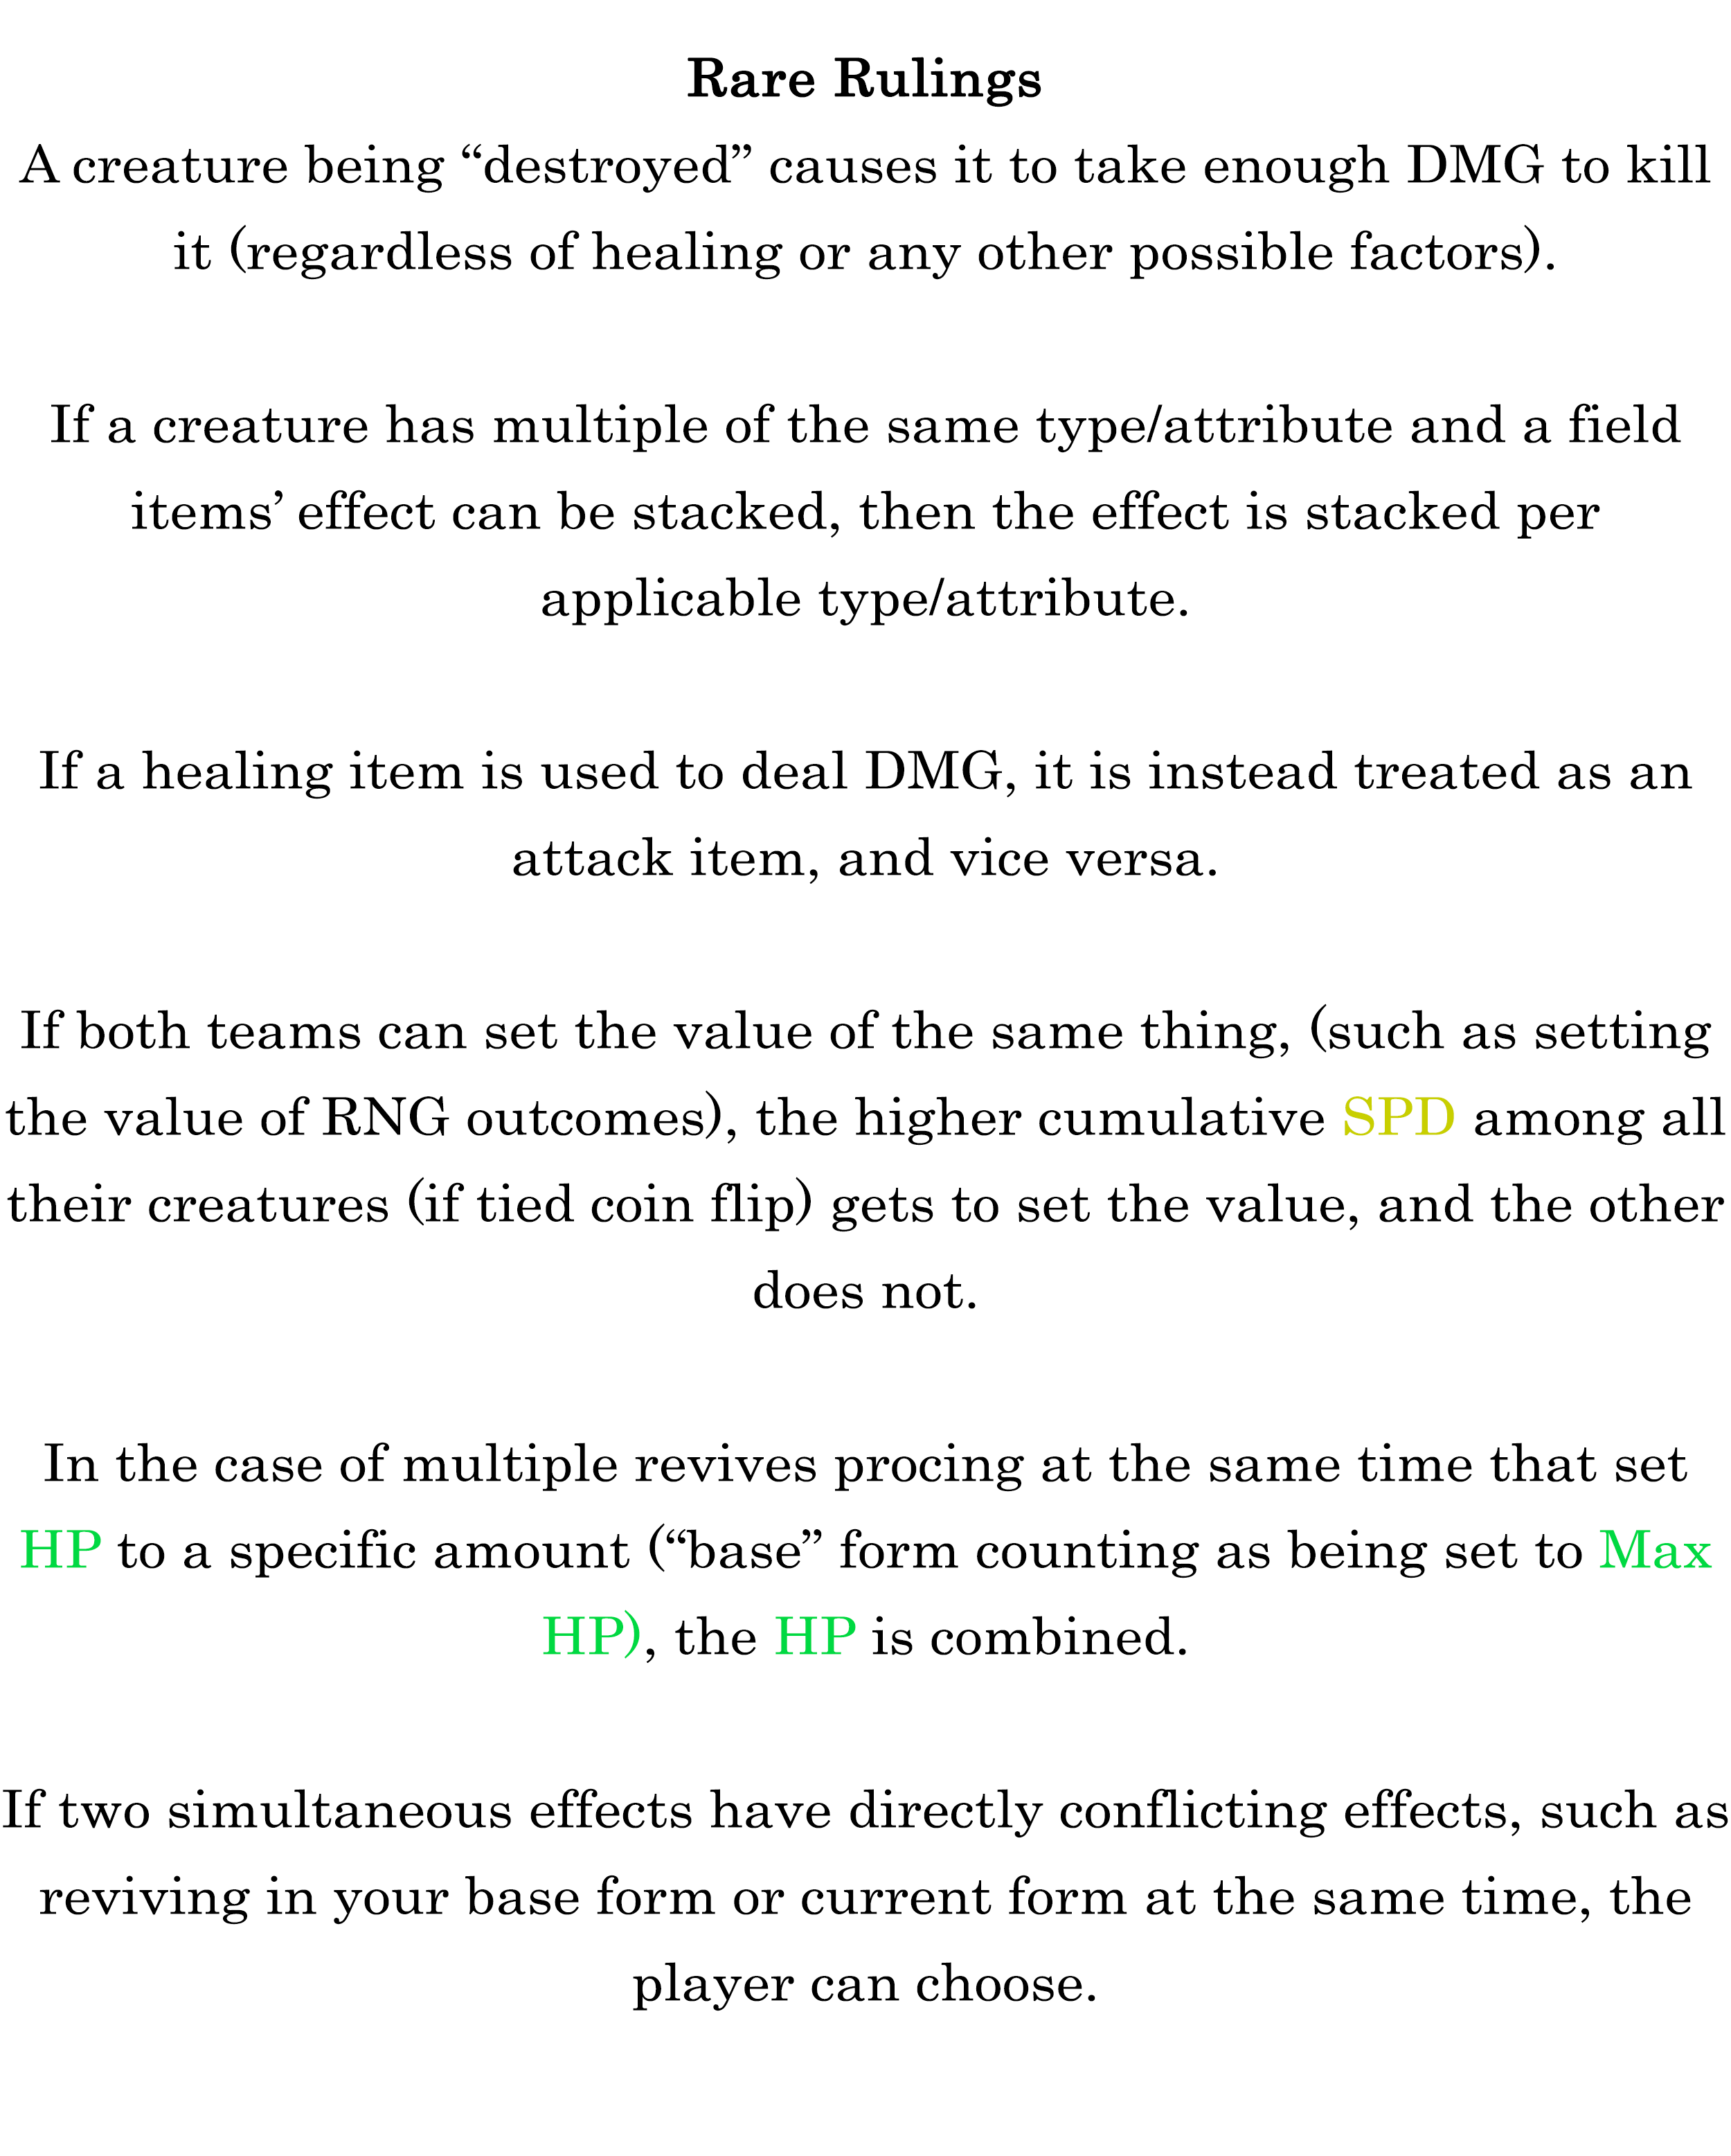 Rare Rulings
A creature being “destroyed” causes it to take enough DMG to kill
it (regardless of healing or any other possible factors).
If a creature has multiple of the same type/attribute and a field
items’ effect can be stacked, then the effect is stacked per
applicable type/attribute.
If a healing item is used to deal DMG, it is instead treated as an
attack item, and vice versa.
If both teams can set the value of the same thing, (such as setting
the value of RNG outcomes), the higher cumulative SPD among all
their creatures (if tied coin flip) gets to set the value, and the other
does not.
In the case of multiple revives procing at the same time that set
HP to a specific amount (“base” form counting as being set to Max
HP), the HP is combined.
If two simultaneous effects have directly conflicting effects, such as
reviving in your base form or current form at the same time, the
player can choose.